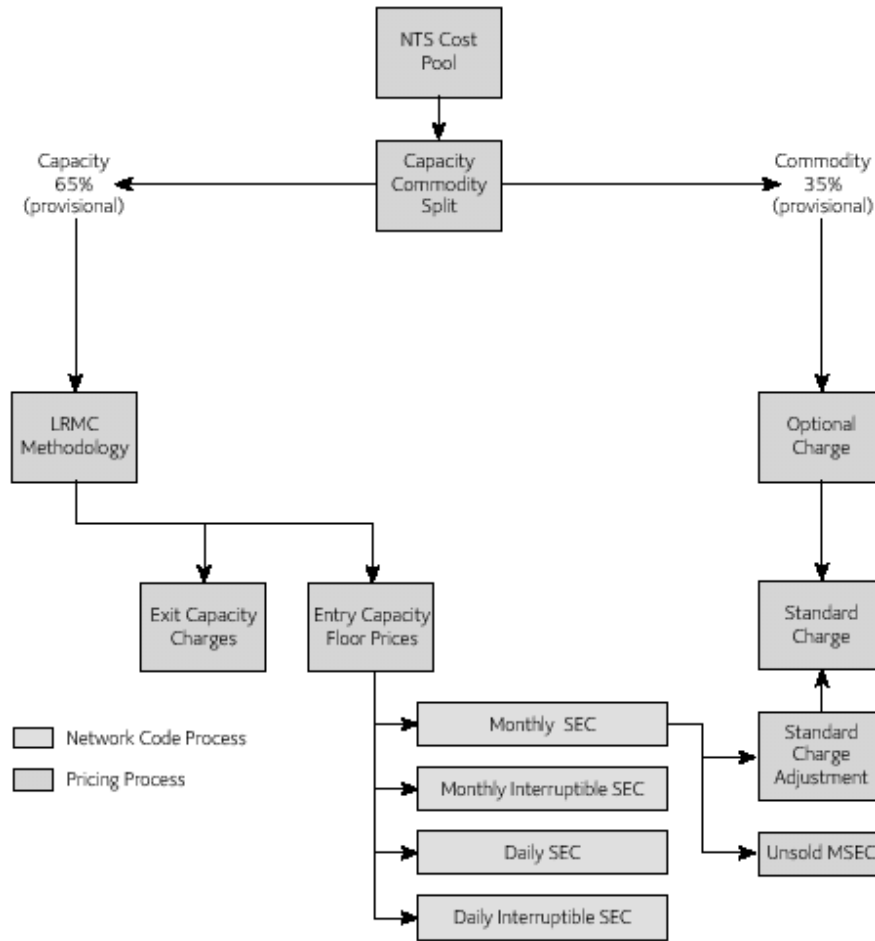 NTS Cost
Pool
Capacity
65%
(provisional)
Capacity
Commodity
Split
Commodity
35%
(provisional)
LRMC
Methodology
Optional
Charge
Exit Capacity
Charges
Entry Capacity
Floor Prices
Standard
Charge
Network Code Process
Pricing Process
Monthly SEC
Monthly Interruptible SEC
Daily SEC
Daily Interruptible SEC
Standard
Charge
Adjustment
Unsold MSEC